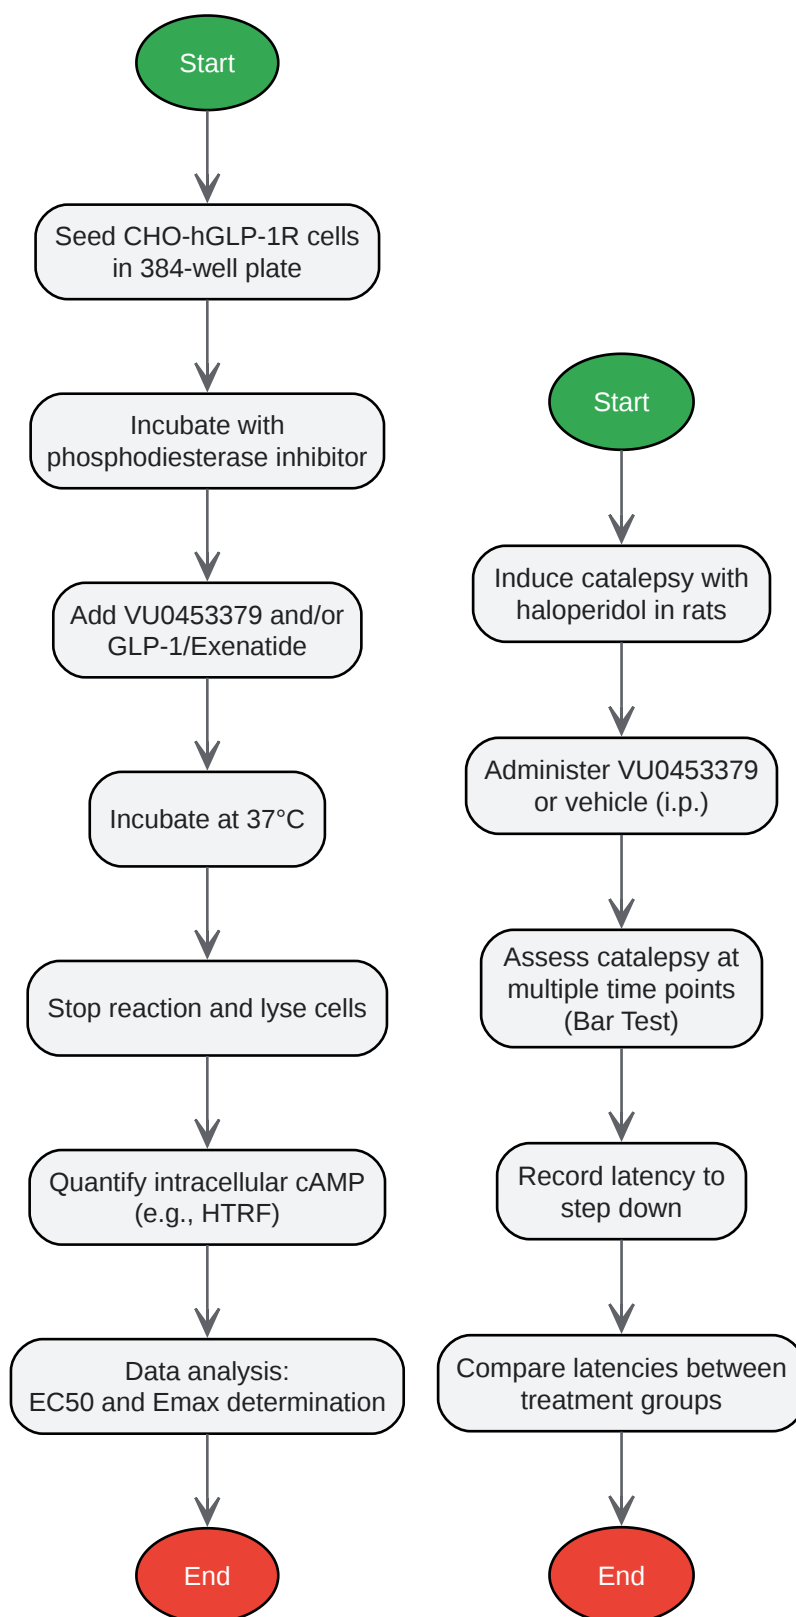 Start
Seed CHO-hGLP-1R cells
in 384-well plate
Incubate with
phosphodiesterase inhibitor
Add VU0453379 and/or
GLP-1/Exenatide
Incubate at 37°C
Stop reaction and lyse cells
Quantify intracellular cAMP
(e.g., HTRF)
Data analysis:
EC50 and Emax determination
End
Start
Induce catalepsy with
haloperidol in rats
Administer VU0453379
or vehicle (i.p.)
Assess catalepsy at
multiple time points
(Bar Test)
Record latency to
step down
Compare latencies between
treatment groups
End